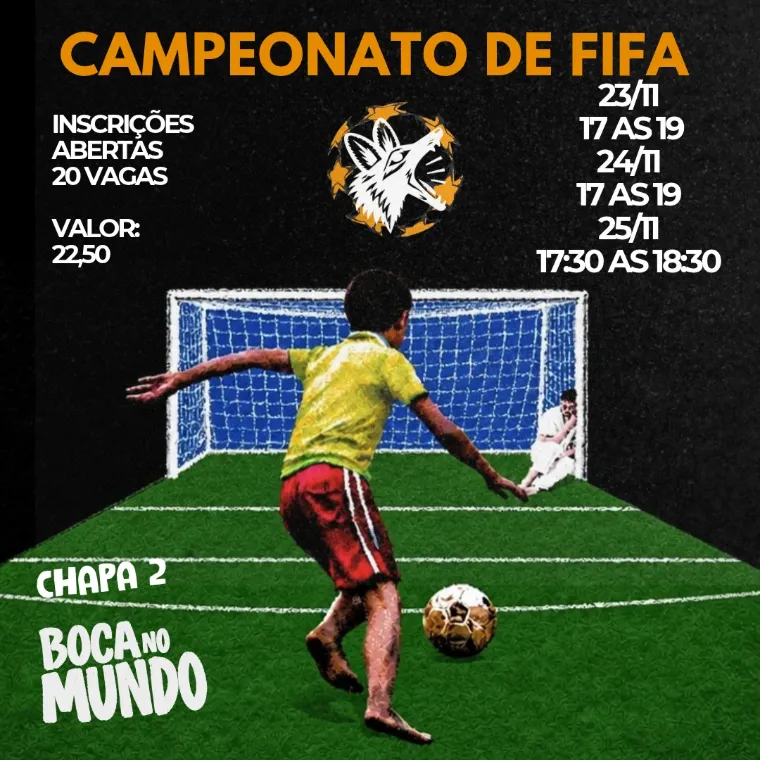 CAMPEONATO DE FIFA
INSCRIÇÕES
ABERTAS
20 VAGAS
VALOR:
22,50
23/11
17 AS 19
24/11
17 AS 19
25/11
17:30 AS 18:30
CHAPA 2
BOCA NO
MUNDO